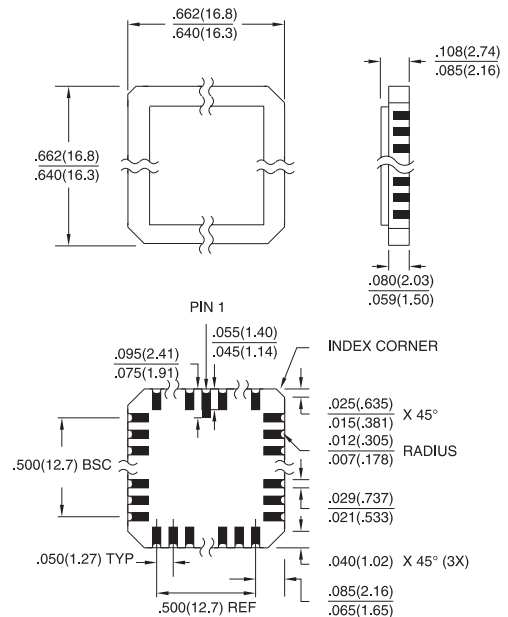 .662(16.8)
.640(16.3)
.108(2.74)
.085(2.16)
.662(16.8)
.640(16.3)
.080(2.03)
.059(1.50)
PIN 1
.055(1.40)
.045(1.14)
INDEX CORNER
.095(2.41)
.075(1.91)
.025(.635)
.015(.381)
X 45°
.012(.305)
.007(.178)
RADIUS
.500(12.7) BSC
.029(.737)
.021(.533)
.050(1.27) TYP
.040(1.02) X 45° (3X)
.500(12.7) REF
.085(2.16)
.065(1.65)